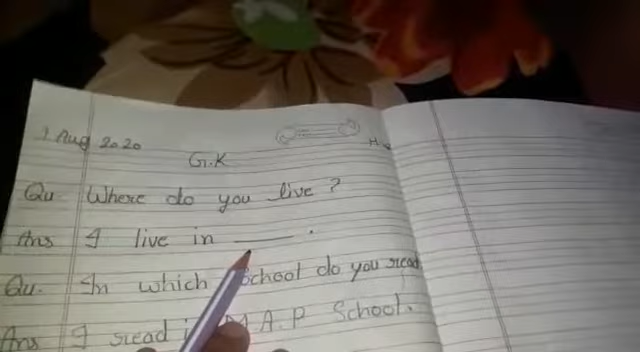 1 Aug 2020
G.K
Qu Where do you live ?
Ans I live in ______ .
Qu. In which School do you read
Ans I read M.A.P School.